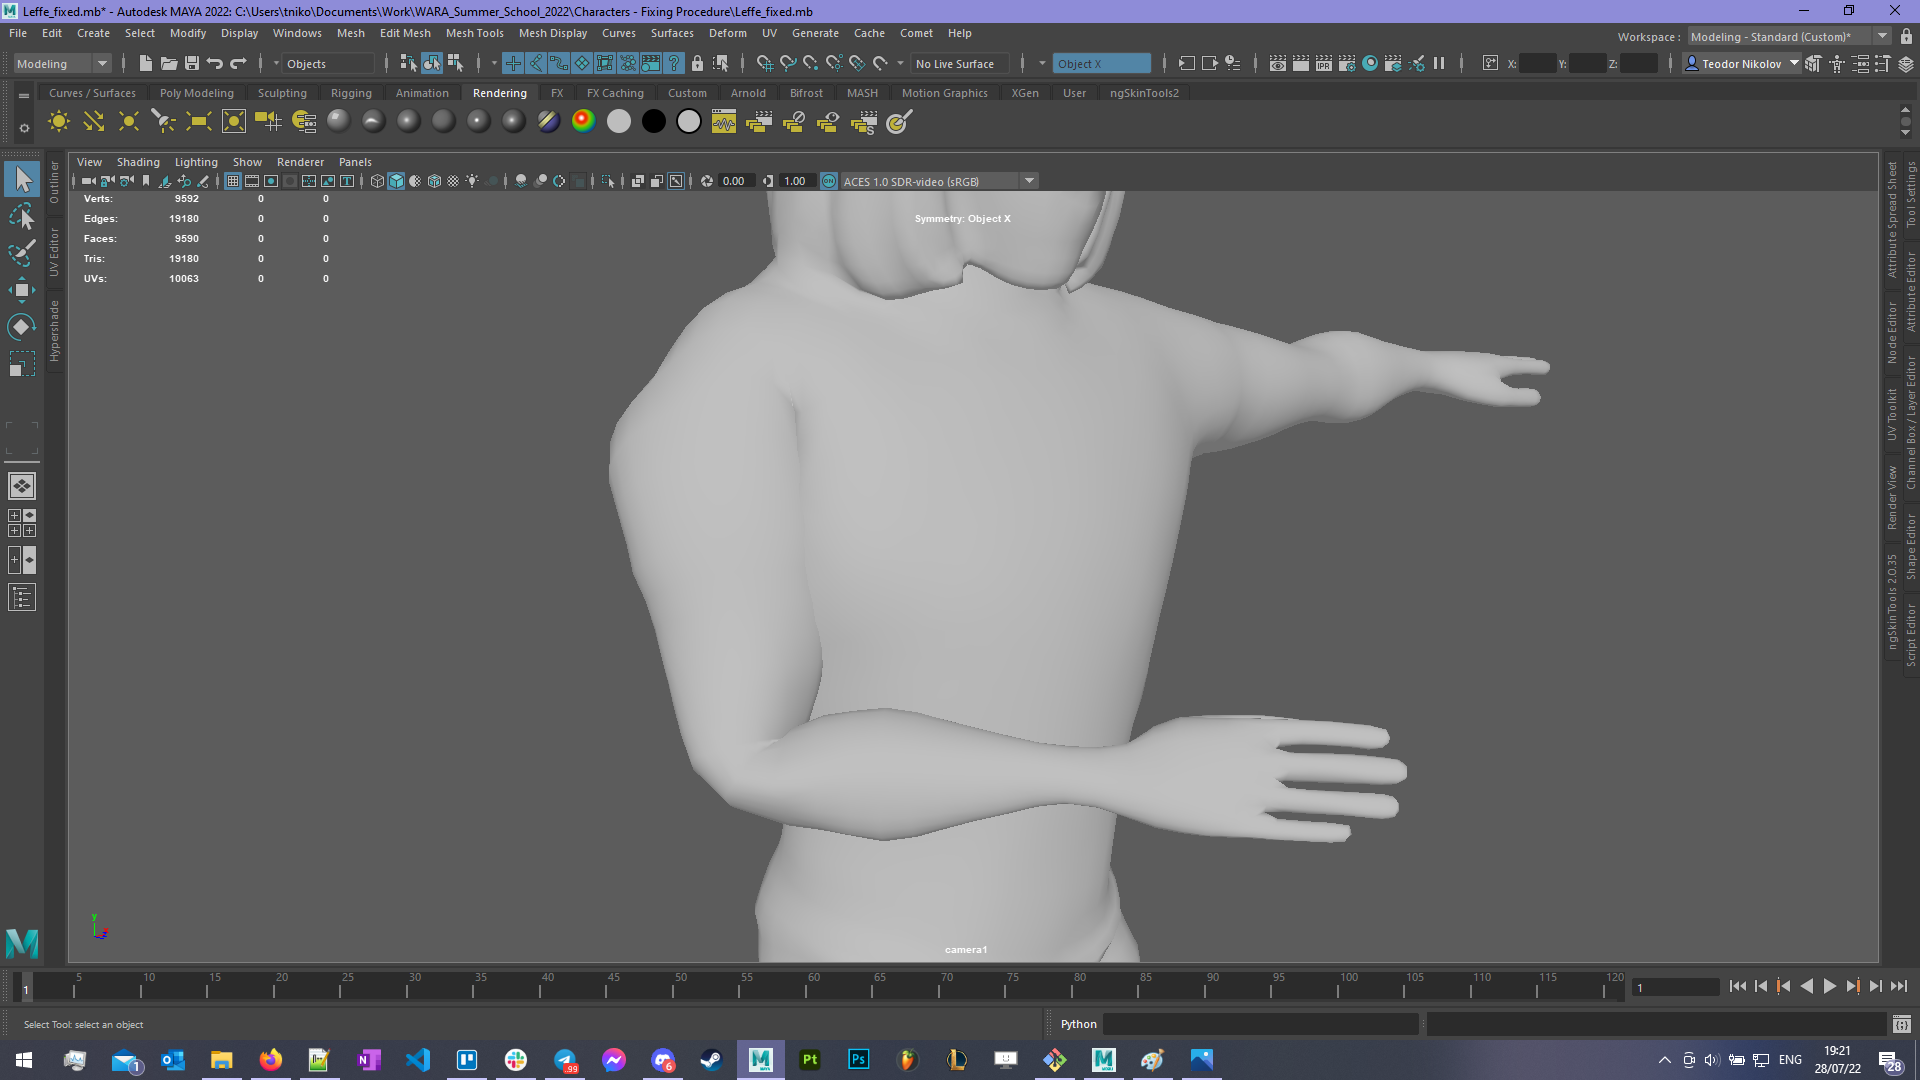 Leffe_fixed.mb* - Autodesk MAYA 2022: C:\Users\tniko\Documents\Work\WARA_Summer_School_2022\Characters - Fixing Procedure\Leffe_fixed.mb
File Edit Create Select Modify Display Windows Mesh Edit Mesh Mesh Tools Mesh Display Curves Surfaces Deform UV Generate Cache Comet Help
Workspace : Modeling - Standard (Custom)*
Modeling Objects No Live Surface Object X X: Y: Z: Teodor Nikolov
Curves / Surfaces Poly Modeling Sculpting Rigging Animation Rendering FX FX Caching Custom Arnold Bifrost MASH Motion Graphics XGen User ngSkinTools2
View Shading Lighting Show Renderer Panels
0.00 1.00 ACES 1.0 SDR-video (sRGB)
Verts: 9592 0 0
Edges: 19180 0 0
Faces: 9590 0 0
Tris: 19180 0 0
UVs: 10063 0 0
Symmetry: Object X
Outliner
UV Editor
Hypershade
Attribute Spread Sheet
Node Editor
UV Toolkit
Render View
ngSkinTools 2.0.35
Tool Settings
Attribute Editor
Channel Box / Layer Editor
Shape Editor
Script Editor
y
camera1
1 5 10 15 20 25 30 35 40 45 50 55 60 65 70 75 80 85 90 95 100 105 110 115 120 1
Select Tool: select an object
Python
ENG
19:21
28/07/22